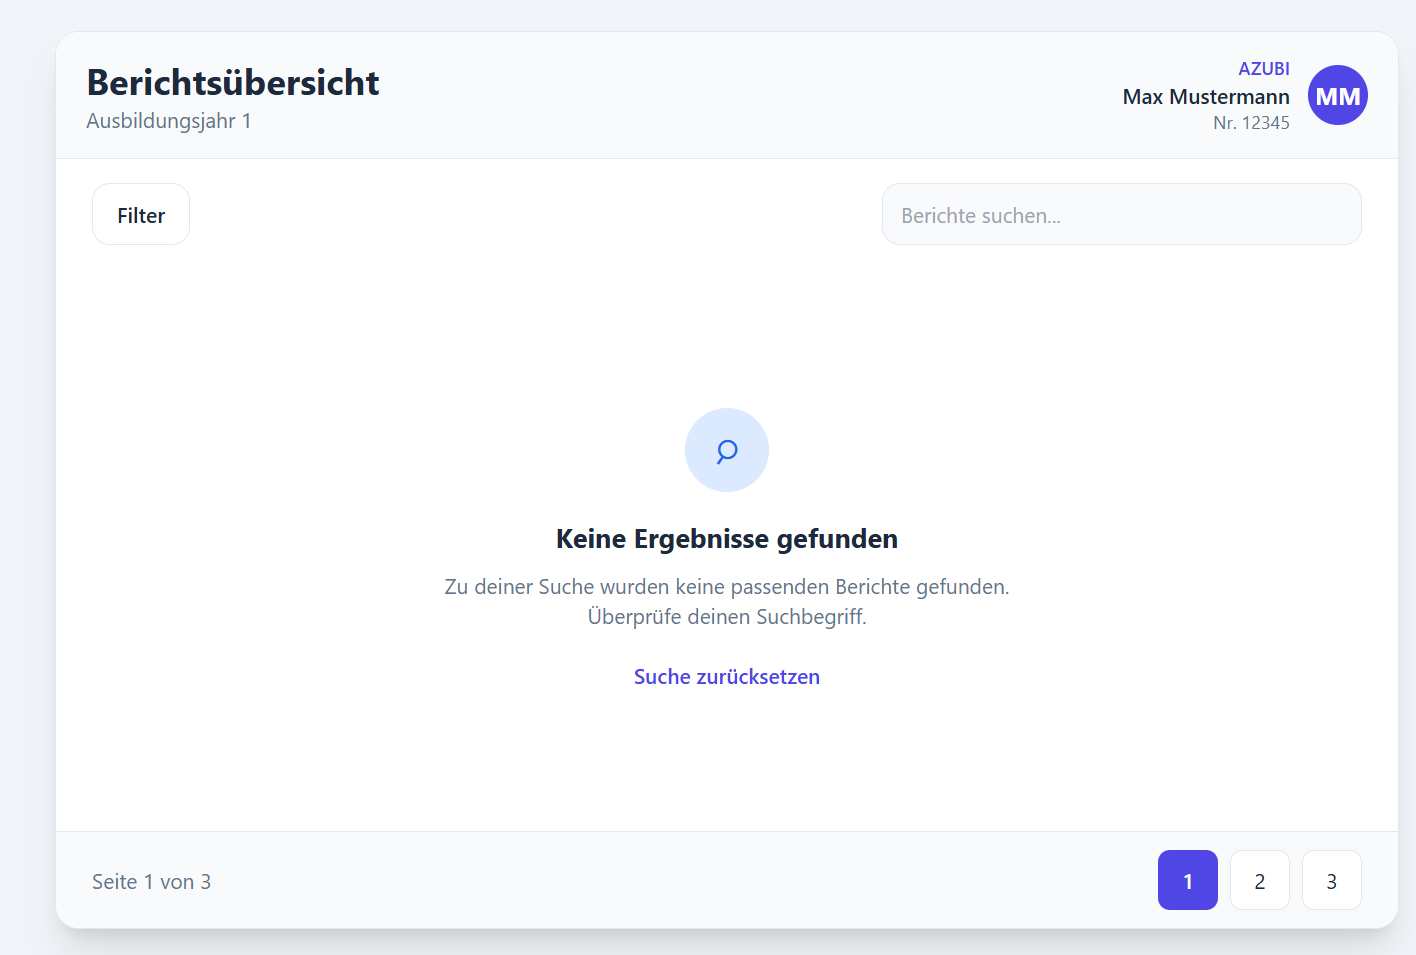 Berichtsübersicht
Ausbildungsjahr 1
AZUBI
Max Mustermann
Nr. 12345
MM
Filter
Berichte suchen...
Keine Ergebnisse gefunden
Zu deiner Suche wurden keine passenden Berichte gefunden.
Überprüfe deinen Suchbegriff.
Suche zurücksetzen
Seite 1 von 3
1
2
3